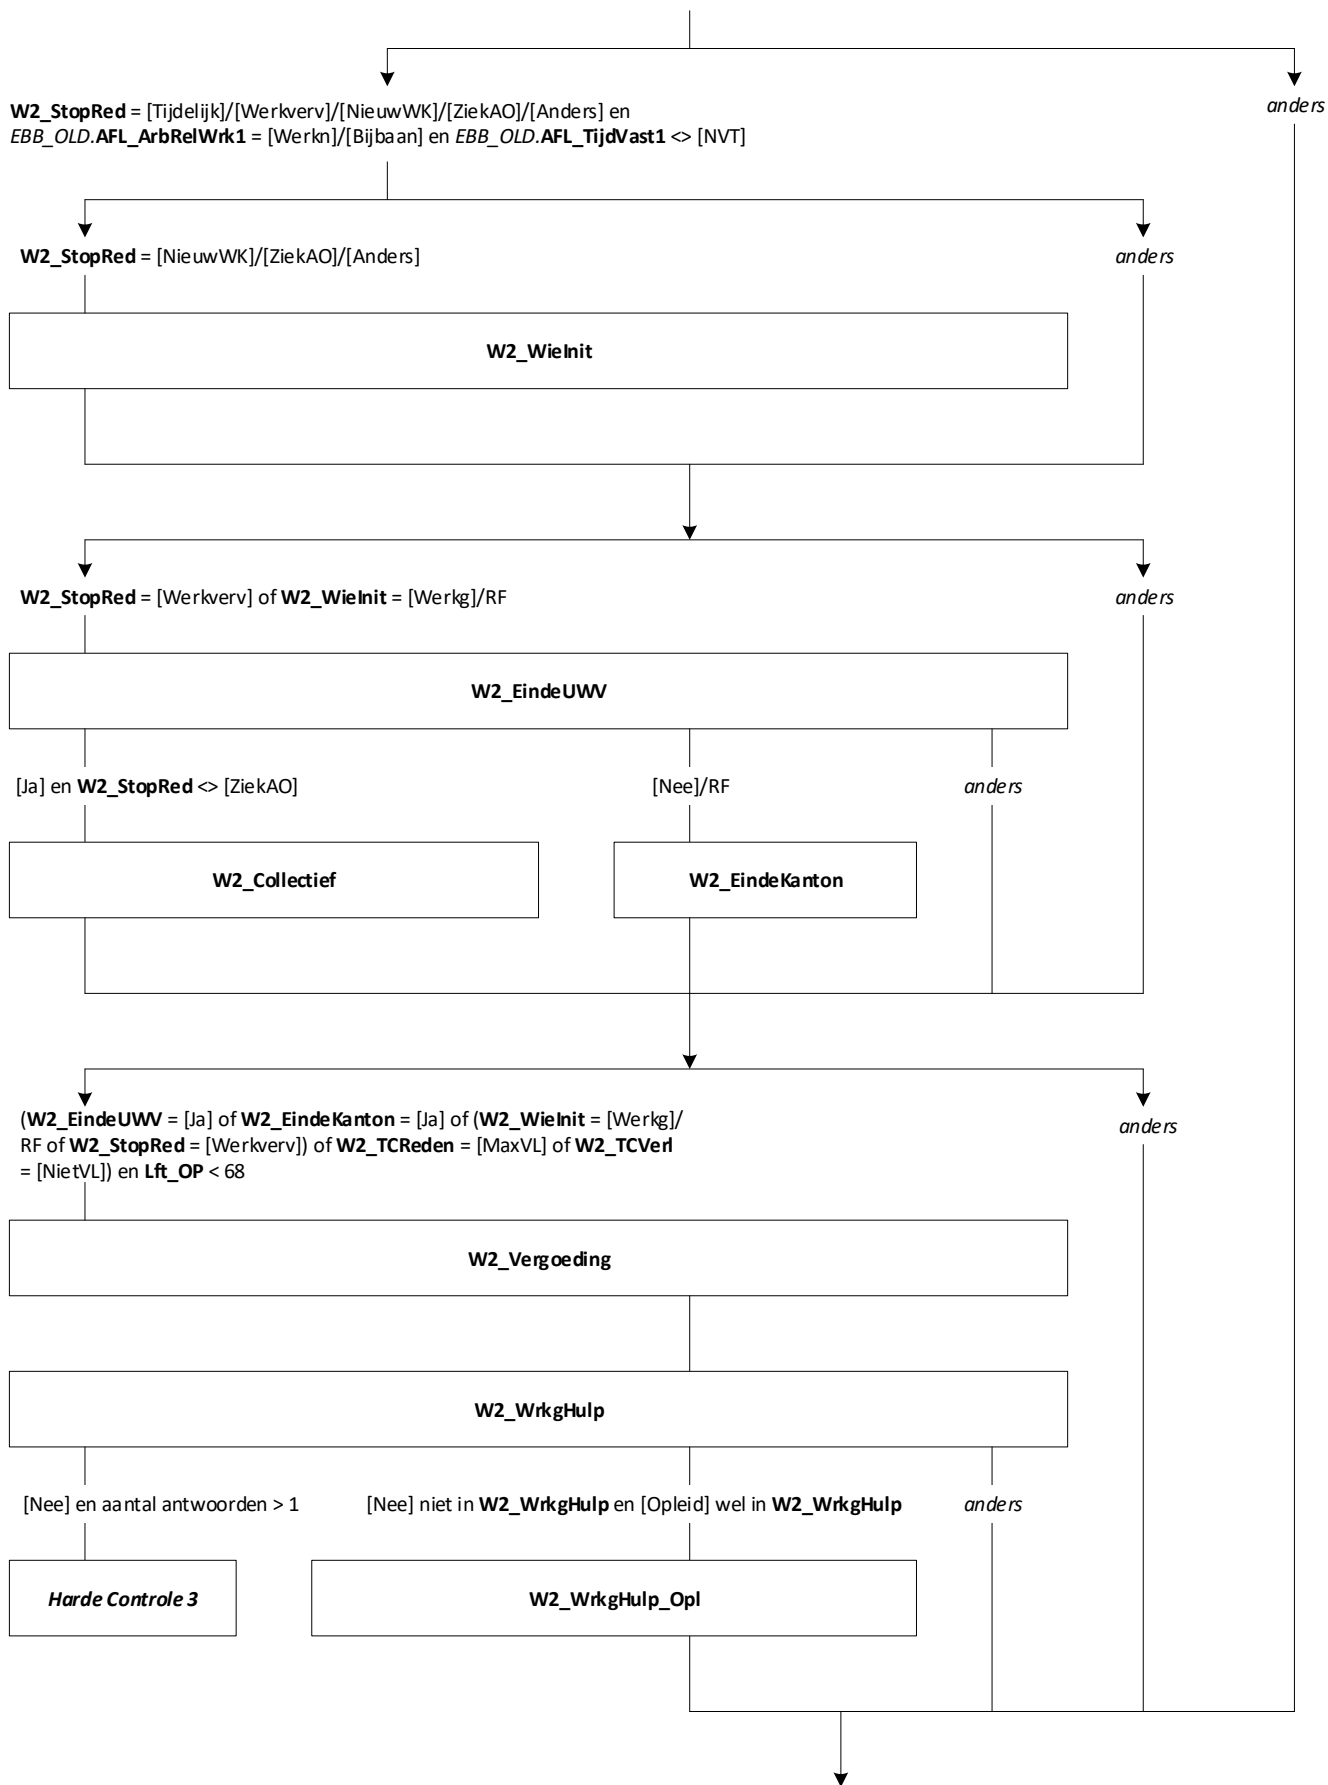 W2_StopRed = [Tijdelijk]/[Werkverv]/[NieuwWK]/[ZiekAO]/[Anders] en
EBB_OLD.AFL_ArbRelWrk1 = [Werkn]/[Bijbaan] en EBB_OLD.AFL_TijdVast1 <> [NVT]
anders
W2_StopRed = [NieuwWK]/[ZiekAO]/[Anders]
anders
W2_WieInit
W2_StopRed = [Werkverv] of W2_WieInit = [Werkg]/RF
anders
W2_EindeUWV
[Ja] en W2_StopRed <> [ZiekAO]
[Nee]/RF
anders
W2_Collectief
W2_EindeKanton
(W2_EindeUWV = [Ja] of W2_EindeKanton = [Ja] of (W2_WieInit = [Werkg]/
RF of W2_StopRed = [Werkverv]) of W2_TCReden = [MaxVL] of W2_TCVerl
= [NietVL]) en Lft_OP < 68
anders
W2_Vergoeding
W2_WrkgHulp
[Nee] en aantal antwoorden > 1
[Nee] niet in W2_WrkgHulp en [Opleid] wel in W2_WrkgHulp
anders
Harde Controle 3
W2_WrkgHulp_Opl